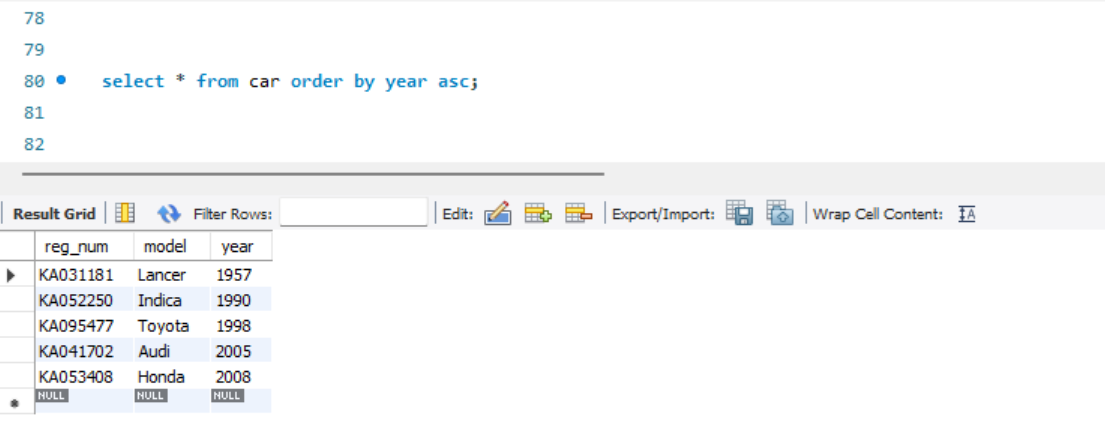 78
79
80 select * from car order by year asc;
81
82
Result Grid Filter Rows: Edit: Export/Import: Wrap Cell Content: IA
reg_num model year
KA031181 Lancer 1957
KA052250 Indica 1990
KA095477 Toyota 1998
KA041702 Audi 2005
KA053408 Honda 2008
NULL NULL NULL